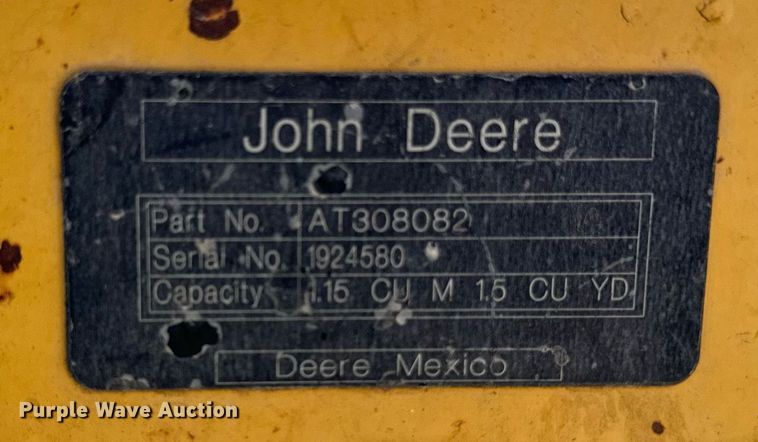 John Deere
Part No. AT308082
Serial No. 1924580
Capacity 1.15 CU M 1.5 CU YD
Deere Mexico
Purple Wave Auction